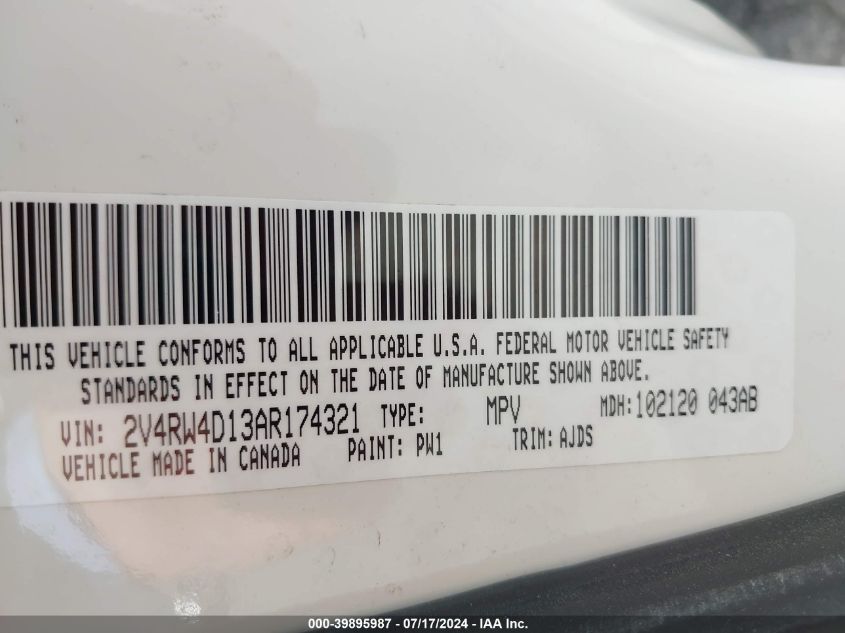 THIS VEHICLE CONFORMS TO ALL APPLICABLE U.S.A. FEDERAL MOTOR VEHICLE SAFETY
STANDARDS IN EFFECT ON THE DATE OF MANUFACTURE SHOWN ABOVE.
VIN: 2V4RW4D13AR174321 TYPE: MPV MDH:102120 043AB
VEHICLE MADE IN CANADA PAINT: PW1 TRIM: AJDS
000-39895987 - 07/17/2024 - IAA Inc.